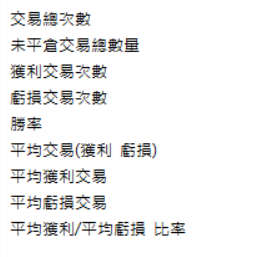 交易總次數
未平倉交易總數量
獲利交易次數
虧損交易次數
勝率
平均交易(獲利 虧損)
平均獲利交易
平均虧損交易
平均獲利/平均虧損 比率